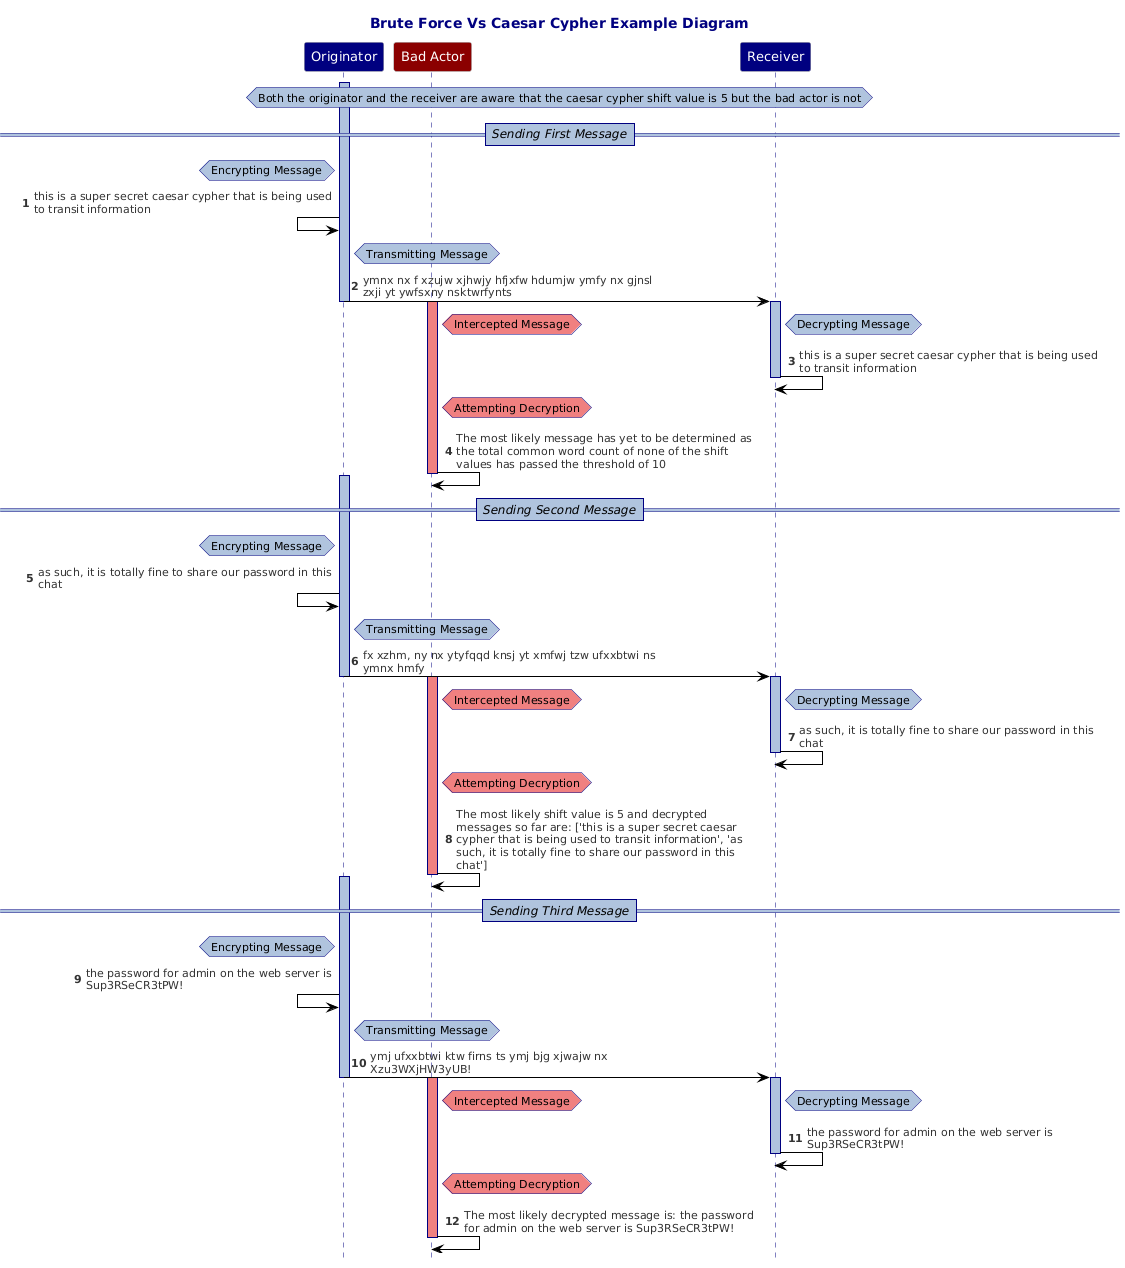 Brute Force Vs Caesar Cypher Example Diagram
Originator
Bad Actor
Receiver
Both the originator and the receiver are aware that the caesar cypher shift value is 5 but the bad actor is not
Sending First Message
Encrypting Message
1 this is a super secret caesar cypher that is being used
to transit information
Transmitting Message
2 ymnx nx f xzujw xjhwjy hfjxfw hdumjw ymfy nx gjnsl
zxji yt ywfsxny nsktwrfynts
Intercepted Message
Decrypting Message
3 this is a super secret caesar cypher that is being used
to transit information
Attempting Decryption
4 The most likely message has yet to be determined as
the total common word count of none of the shift
values has passed the threshold of 10
Sending Second Message
Encrypting Message
5 as such, it is totally fine to share our password in this
chat
Transmitting Message
6 fx xzhm, ny nx ytyfqqd knsj yt xmfwj tzw ufxxbtwi ns
ymnx hmfy
Intercepted Message
Decrypting Message
7 as such, it is totally fine to share our password in this
chat
Attempting Decryption
8 The most likely shift value is 5 and decrypted
messages so far are: ['this is a super secret caesar
cypher that is being used to transit information', 'as
such, it is totally fine to share our password in this
chat']
Sending Third Message
Encrypting Message
9 the password for admin on the web server is
Sup3RSeCR3tPW!
Transmitting Message
10 ymj ufxxbtwi ktw firns ts ymj bjg xjwajw nx
Xzu3WXjHW3yUB!
Intercepted Message
Decrypting Message
11 the password for admin on the web server is
Sup3RSeCR3tPW!
Attempting Decryption
12 The most likely decrypted message is: the password
for admin on the web server is Sup3RSeCR3tPW!